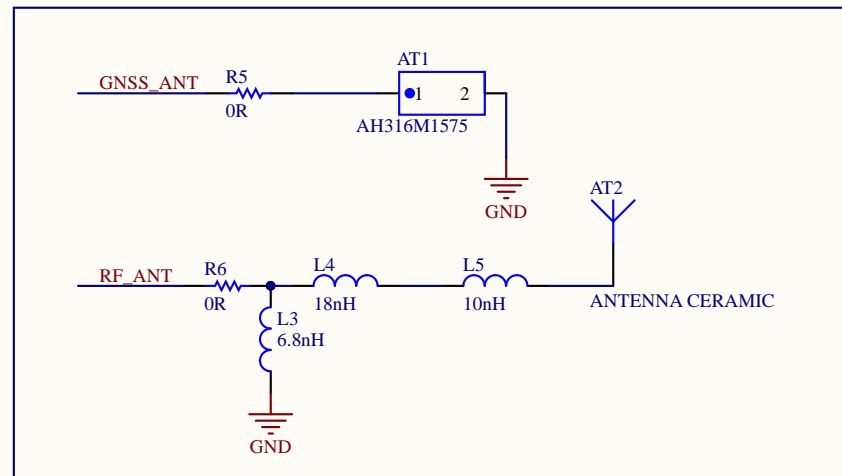 AT1
GNSS_ANT
R5
0R
1
2
AH316M1575
GND
AT2
RF_ANT
R6
0R
L4
18nH
L5
10nH
ANTENNA CERAMIC
L3
6.8nH
GND